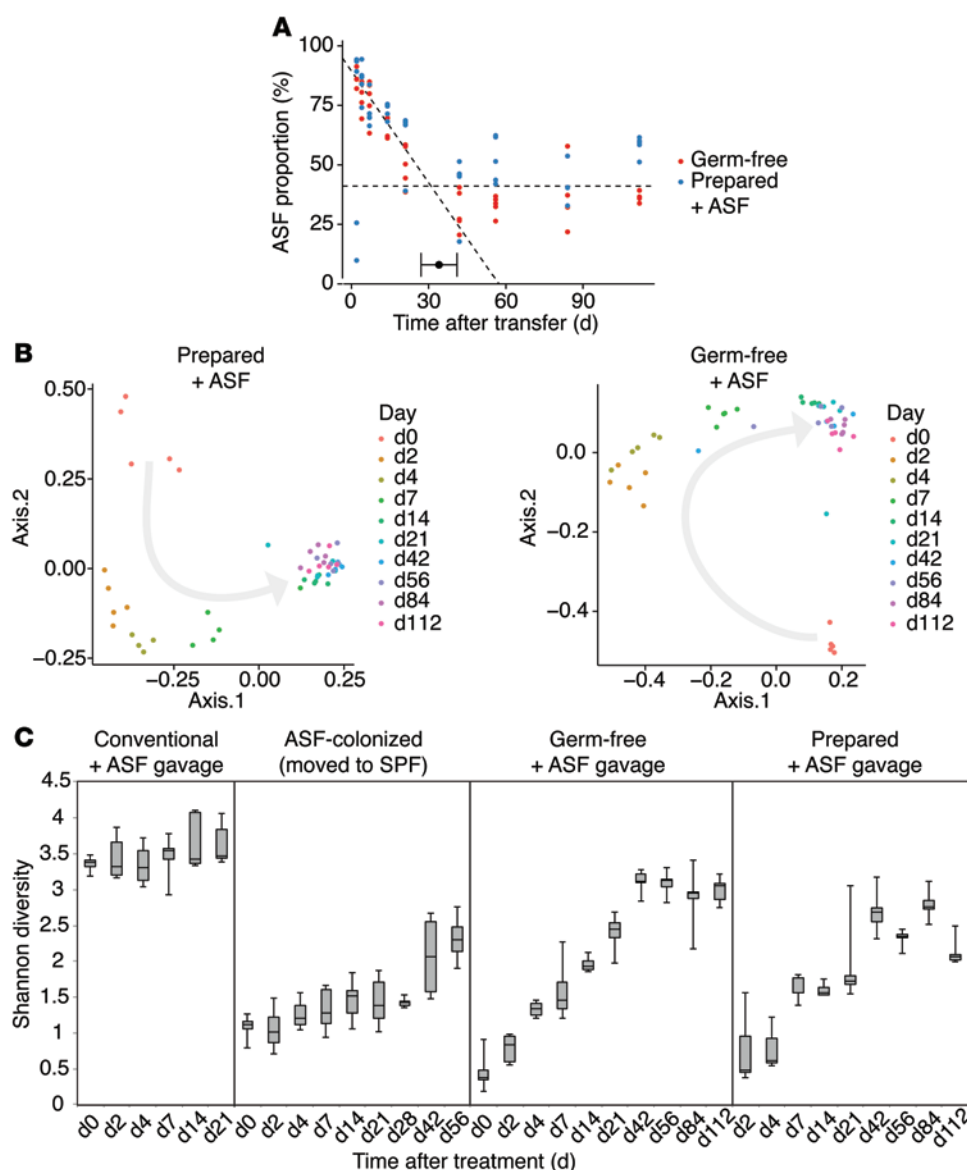 A
100
75
50
25
0
ASF proportion (%)
0 30 60 90
Time after transfer (d)
Germ-free
Prepared
+ ASF
B
Prepared
+ ASF
0.50
0.25
0.00
−0.25
Axis.2
−0.25 0.00 0.25
Axis.1
Day
d0
d2
d4
d7
d14
d21
d42
d56
d84
d112
Germ-free
+ ASF
0.0
−0.2
−0.4
Axis.2
−0.4 −0.2 0.0 0.2
Axis.1
Day
d0
d2
d4
d7
d14
d21
d42
d56
d84
d112
C
Conventional
+ ASF gavage
ASF-colonized
(moved to SPF)
Germ-free
+ ASF gavage
Prepared
+ ASF gavage
4.5
4
3.5
3
2.5
2
1.5
1
0.5
0
Shannon diversity
d0 d2 d4 d7 d14 d21 d0 d2 d4 d7 d14 d21 d28 d42 d56 d0 d2 d4 d7 d14 d21 d42 d56 d84 d112 d2 d4 d7 d14 d21 d42 d56 d84 d112
Time after treatment (d)